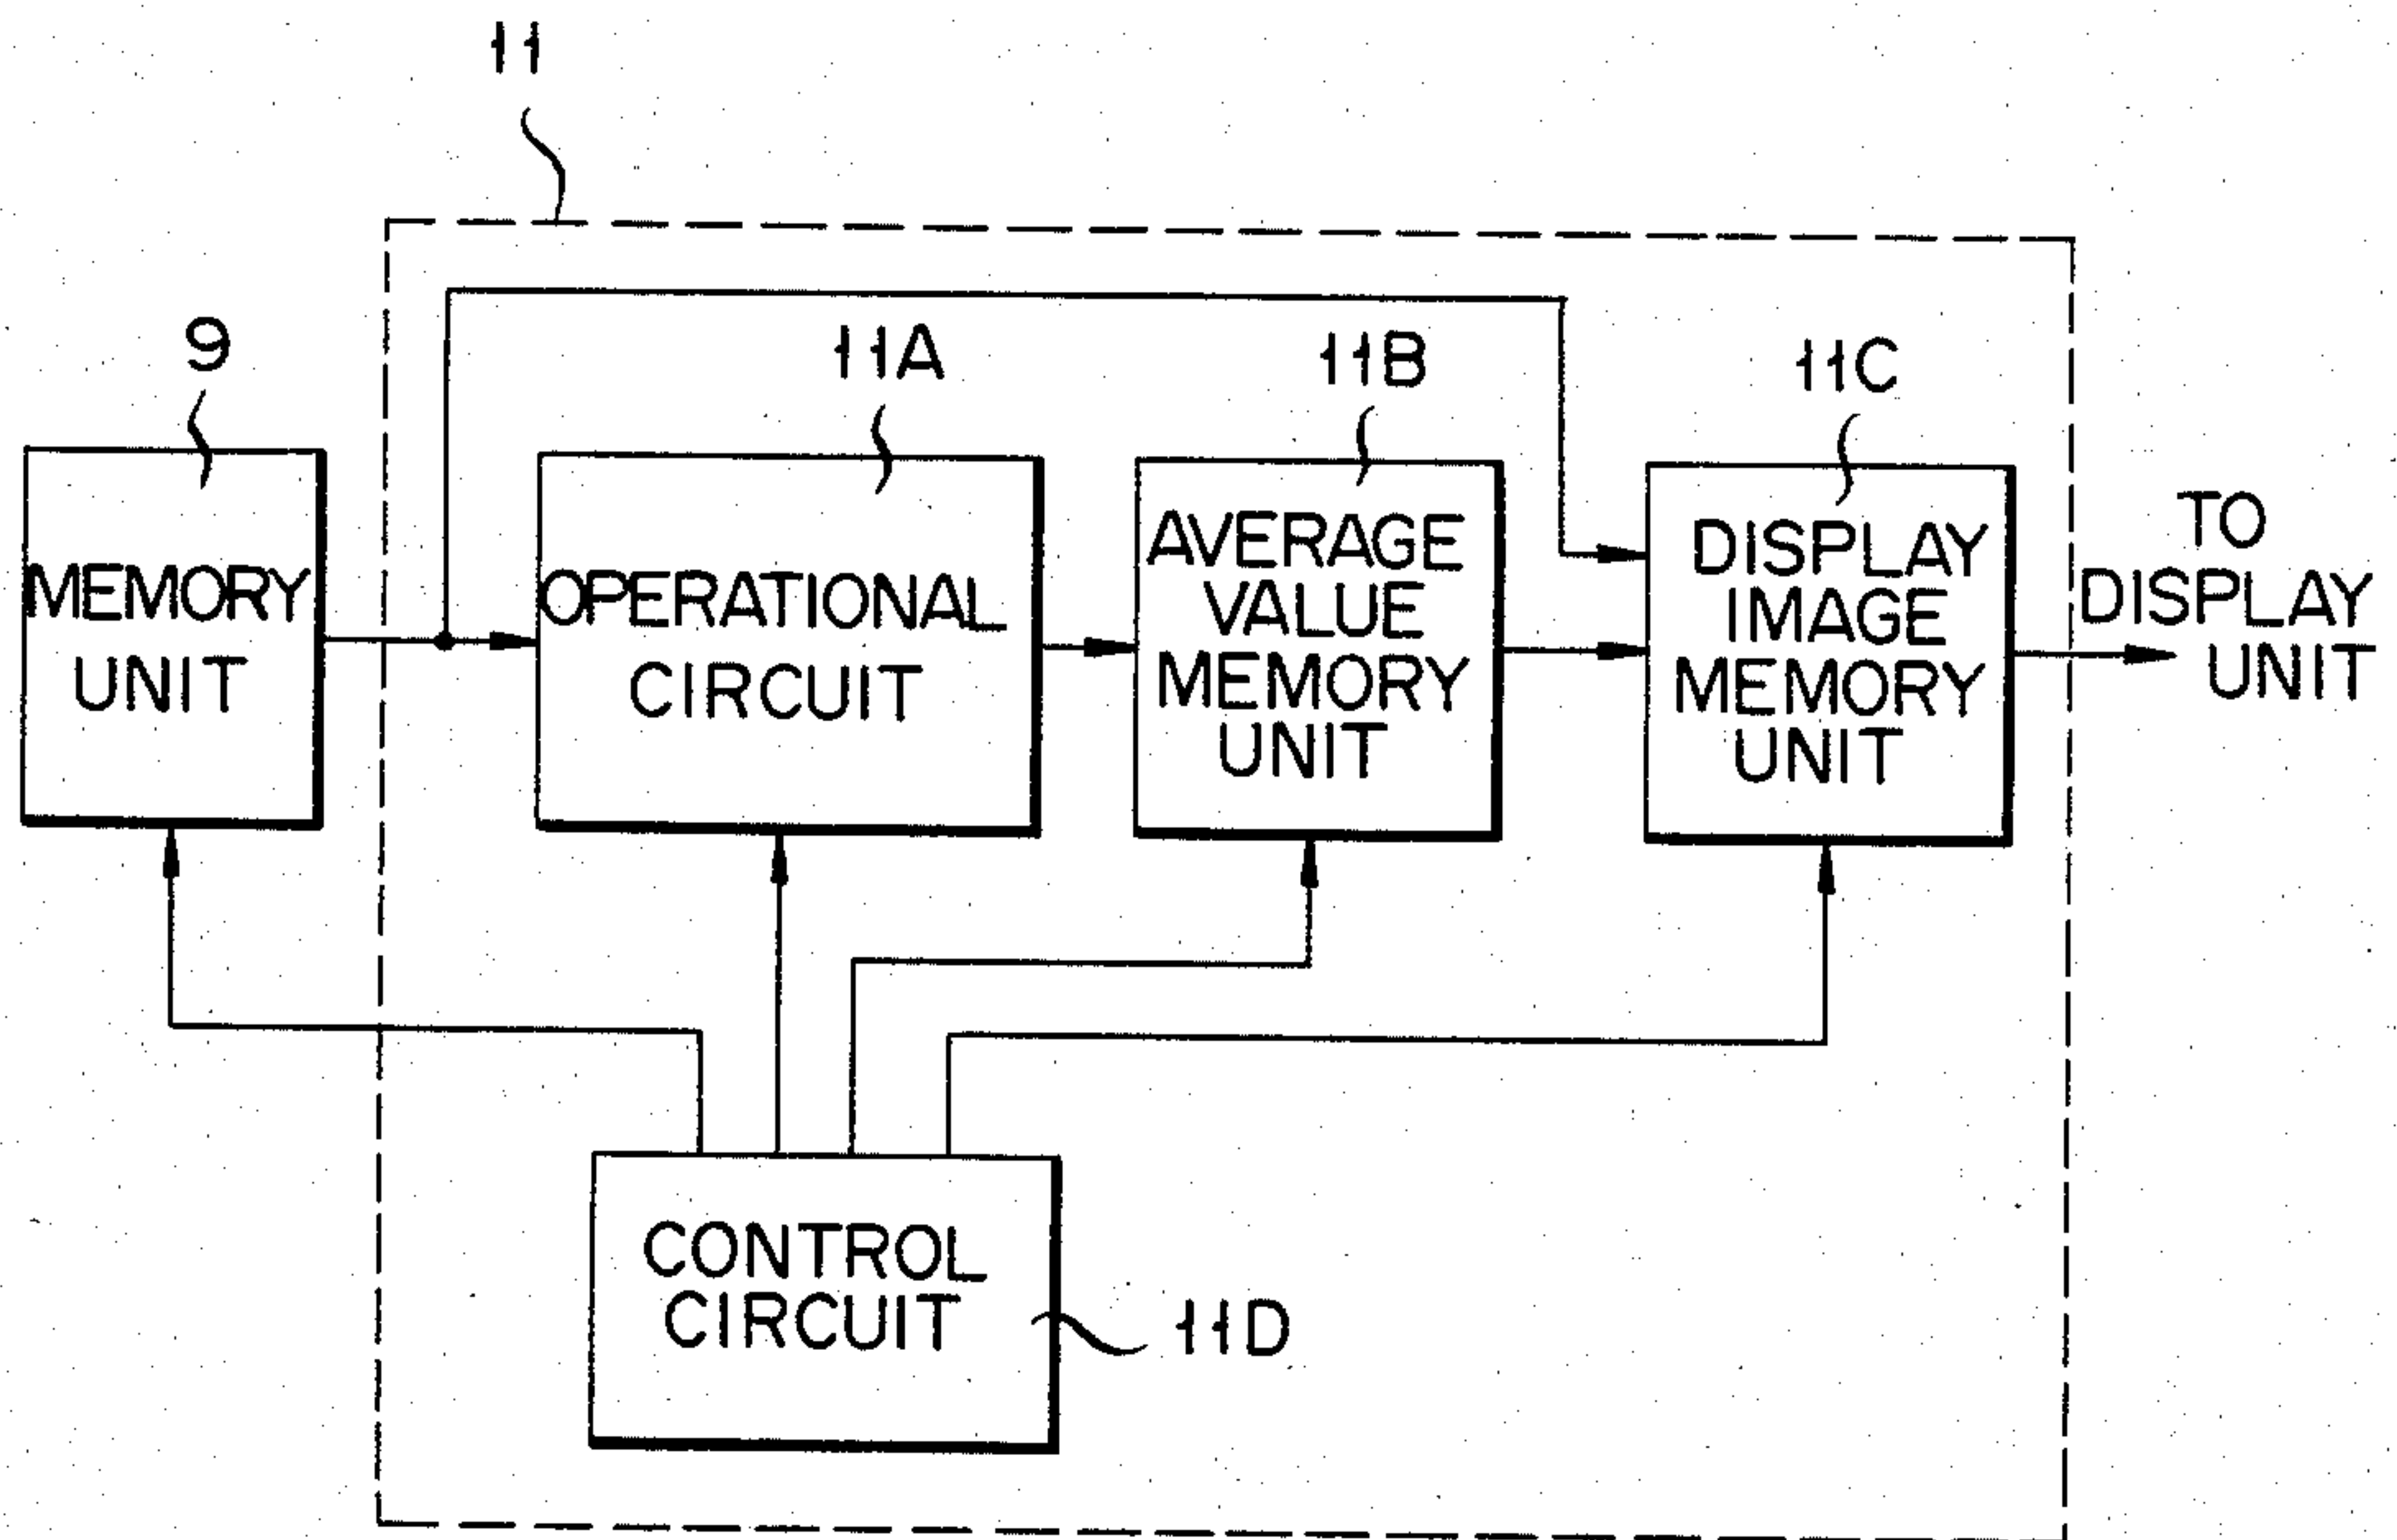 11
9
11A
11B
11C
MEMORY
UNIT
OPERATIONAL
CIRCUIT
AVERAGE
VALUE
MEMORY
UNIT
DISPLAY
IMAGE
MEMORY
UNIT
TO
DISPLAY
UNIT
CONTROL
CIRCUIT
11D